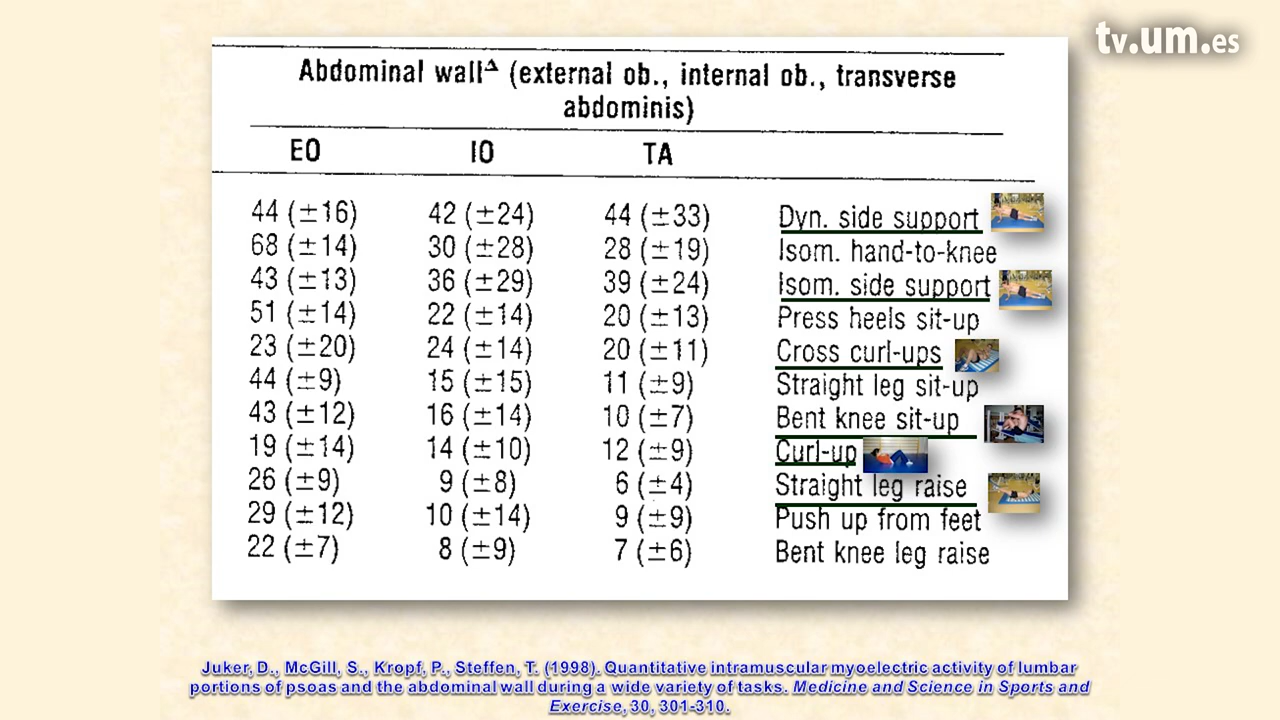 tv.um.es
Abdominal wall△ (external ob., internal ob., transverse
abdominis)
EO IO TA
44 (±16) 42 (±24) 44 (±33) Dyn. side support
68 (±14) 30 (±28) 28 (±19) Isom. hand-to-knee
43 (±13) 36 (±29) 39 (±24) Isom. side support
51 (±14) 22 (±14) 20 (±13) Press heels sit-up
23 (±20) 24 (±14) 20 (±11) Cross curl-ups
44 (±9) 15 (±15) 11 (±9) Straight leg sit-up
43 (±12) 16 (±14) 10 (±7) Bent knee sit-up
19 (±14) 14 (±10) 12 (±9) Curl-up
26 (±9) 9 (±8) 6 (±4) Straight leg raise
29 (±12) 10 (±14) 9 (±9) Push up from feet
22 (±7) 8 (±9) 7 (±6) Bent knee leg raise
Juker, D., McGill, S., Kropf, P., Steffen, T. (1998). Quantitative intramuscular myoelectric activity of lumbar
portions of psoas and the abdominal wall during a wide variety of tasks. Medicine and Science in Sports and
Exercise, 30, 301-310.